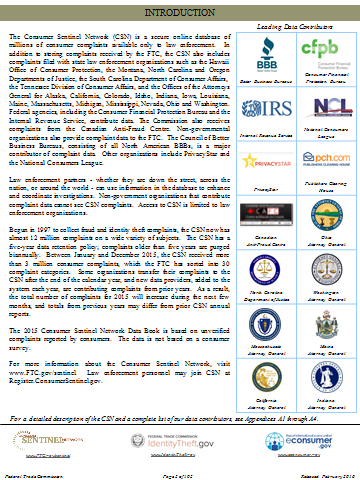 INTRODUCTION
The Consumer Sentinel Network (CSN) is a secure online database of
millions of consumer complaints available only to law enforcement. In
addition to storing complaints received by the FTC, the CSN also includes
complaints filed with state law enforcement organizations such as the Hawaii
Office of Consumer Protection, the Montana, North Carolina and Oregon
Departments of Justice, the South Carolina Department of Consumer Affairs,
the Tennessee Division of Consumer Affairs, and the Offices of the Attorneys
General for Alaska, California, Colorado, Idaho, Indiana, Iowa, Louisiana,
Maine, Massachusetts, Michigan, Mississippi, Nevada, Ohio and Washington.
Federal agencies, including the Consumer Financial Protection Bureau and the
Internal Revenue Service, contribute data. The Commission also receives
complaints from the Canadian Anti-Fraud Centre. Non-governmental
organizations also provide complaint data to the FTC. The Council of Better
Business Bureaus, consisting of all North American BBBs, is a major
contributor of complaint data. Other organizations include PrivacyStar and
the National Consumers League.
Law enforcement partners - whether they are down the street, across the
nation, or around the world - can use information in the database to enhance
and coordinate investigations. Non-government organizations that contribute
complaint data cannot see CSN complaints. Access to CSN is limited to law
enforcement organizations.
Begun in 1997 to collect fraud and identity theft complaints, the CSN now has
almost 12 million complaints on a wide variety of subjects. The CSN has a
five-year data retention policy; complaints older than five years are purged
biannually. Between January and December 2015, the CSN received more
than 3 million consumer complaints, which the FTC has sorted into 30
complaint categories. Some organizations transfer their complaints to the
CSN after the end of the calendar year, and new data providers, added to the
system each year, are contributing complaints from prior years. As a result,
the total number of complaints for 2015 will increase during the next few
months, and totals from previous years may differ from prior CSN annual
reports.
The 2015 Consumer Sentinel Network Data Book is based on unverified
complaints reported by consumers. The data is not based on a consumer
survey.
For more information about the Consumer Sentinel Network, visit
www.FTC.gov/sentinel. Law enforcement personnel may join CSN at
Register.ConsumerSentinel.gov.
Leading Data Contributors
BBB
Better Business Bureaus
cfpb
Consumer Financial
Protection Bureau
IRS
Internal Revenue Service
NCL
National Consumers
League
PRIVACYSTAR
PrivacyStar
pch.com
Publishers Clearing
House
Canadian
Anti-Fraud Centre
Ohio
Attorney General
North Carolina
Department of Justice
Washington
Attorney General
Massachusetts
Attorney General
Maine
Attorney General
California
Attorney General
Indiana
Attorney General
For a detailed description of the CSN and a complete list of our data contributors, see Appendices A1 through A4.
SENTINEL
FEDERAL TRADE COMMISSION
IdentityTheft.gov
econsumer.gov
Federal Trade Commission
Released February 2016